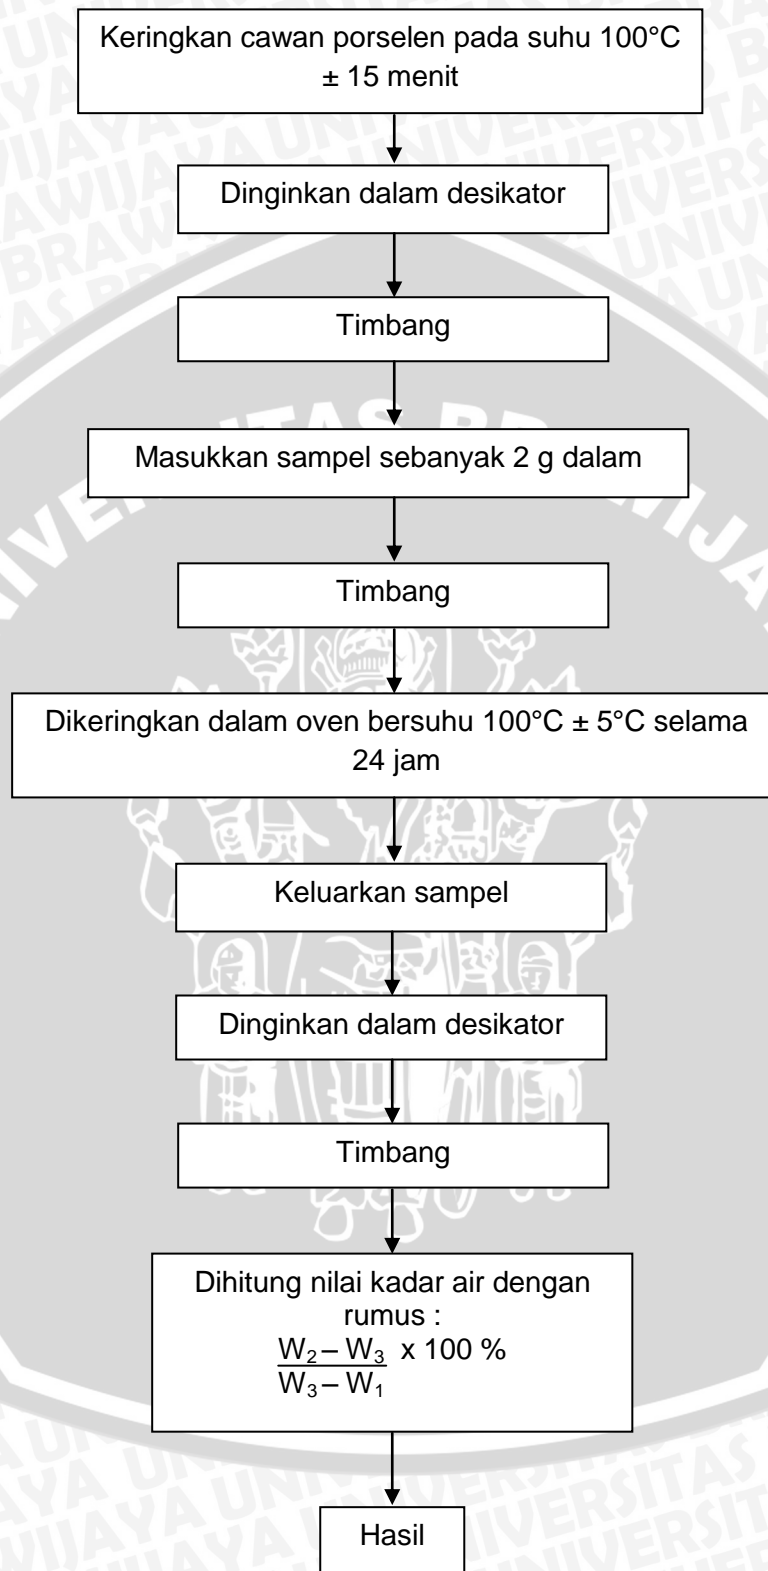 Keringkan cawan porselen pada suhu 100°C
± 15 menit
Dinginkan dalam desikator
Timbang
Masukkan sampel sebanyak 2 g dalam
Timbang
Dikeringkan dalam oven bersuhu 100°C ± 5°C selama
24 jam
Keluarkan sampel
Dinginkan dalam desikator
Timbang
Dihitung nilai kadar air dengan
rumus :
W₂ – W₃ x 100 %
W₃ – W₁
Hasil